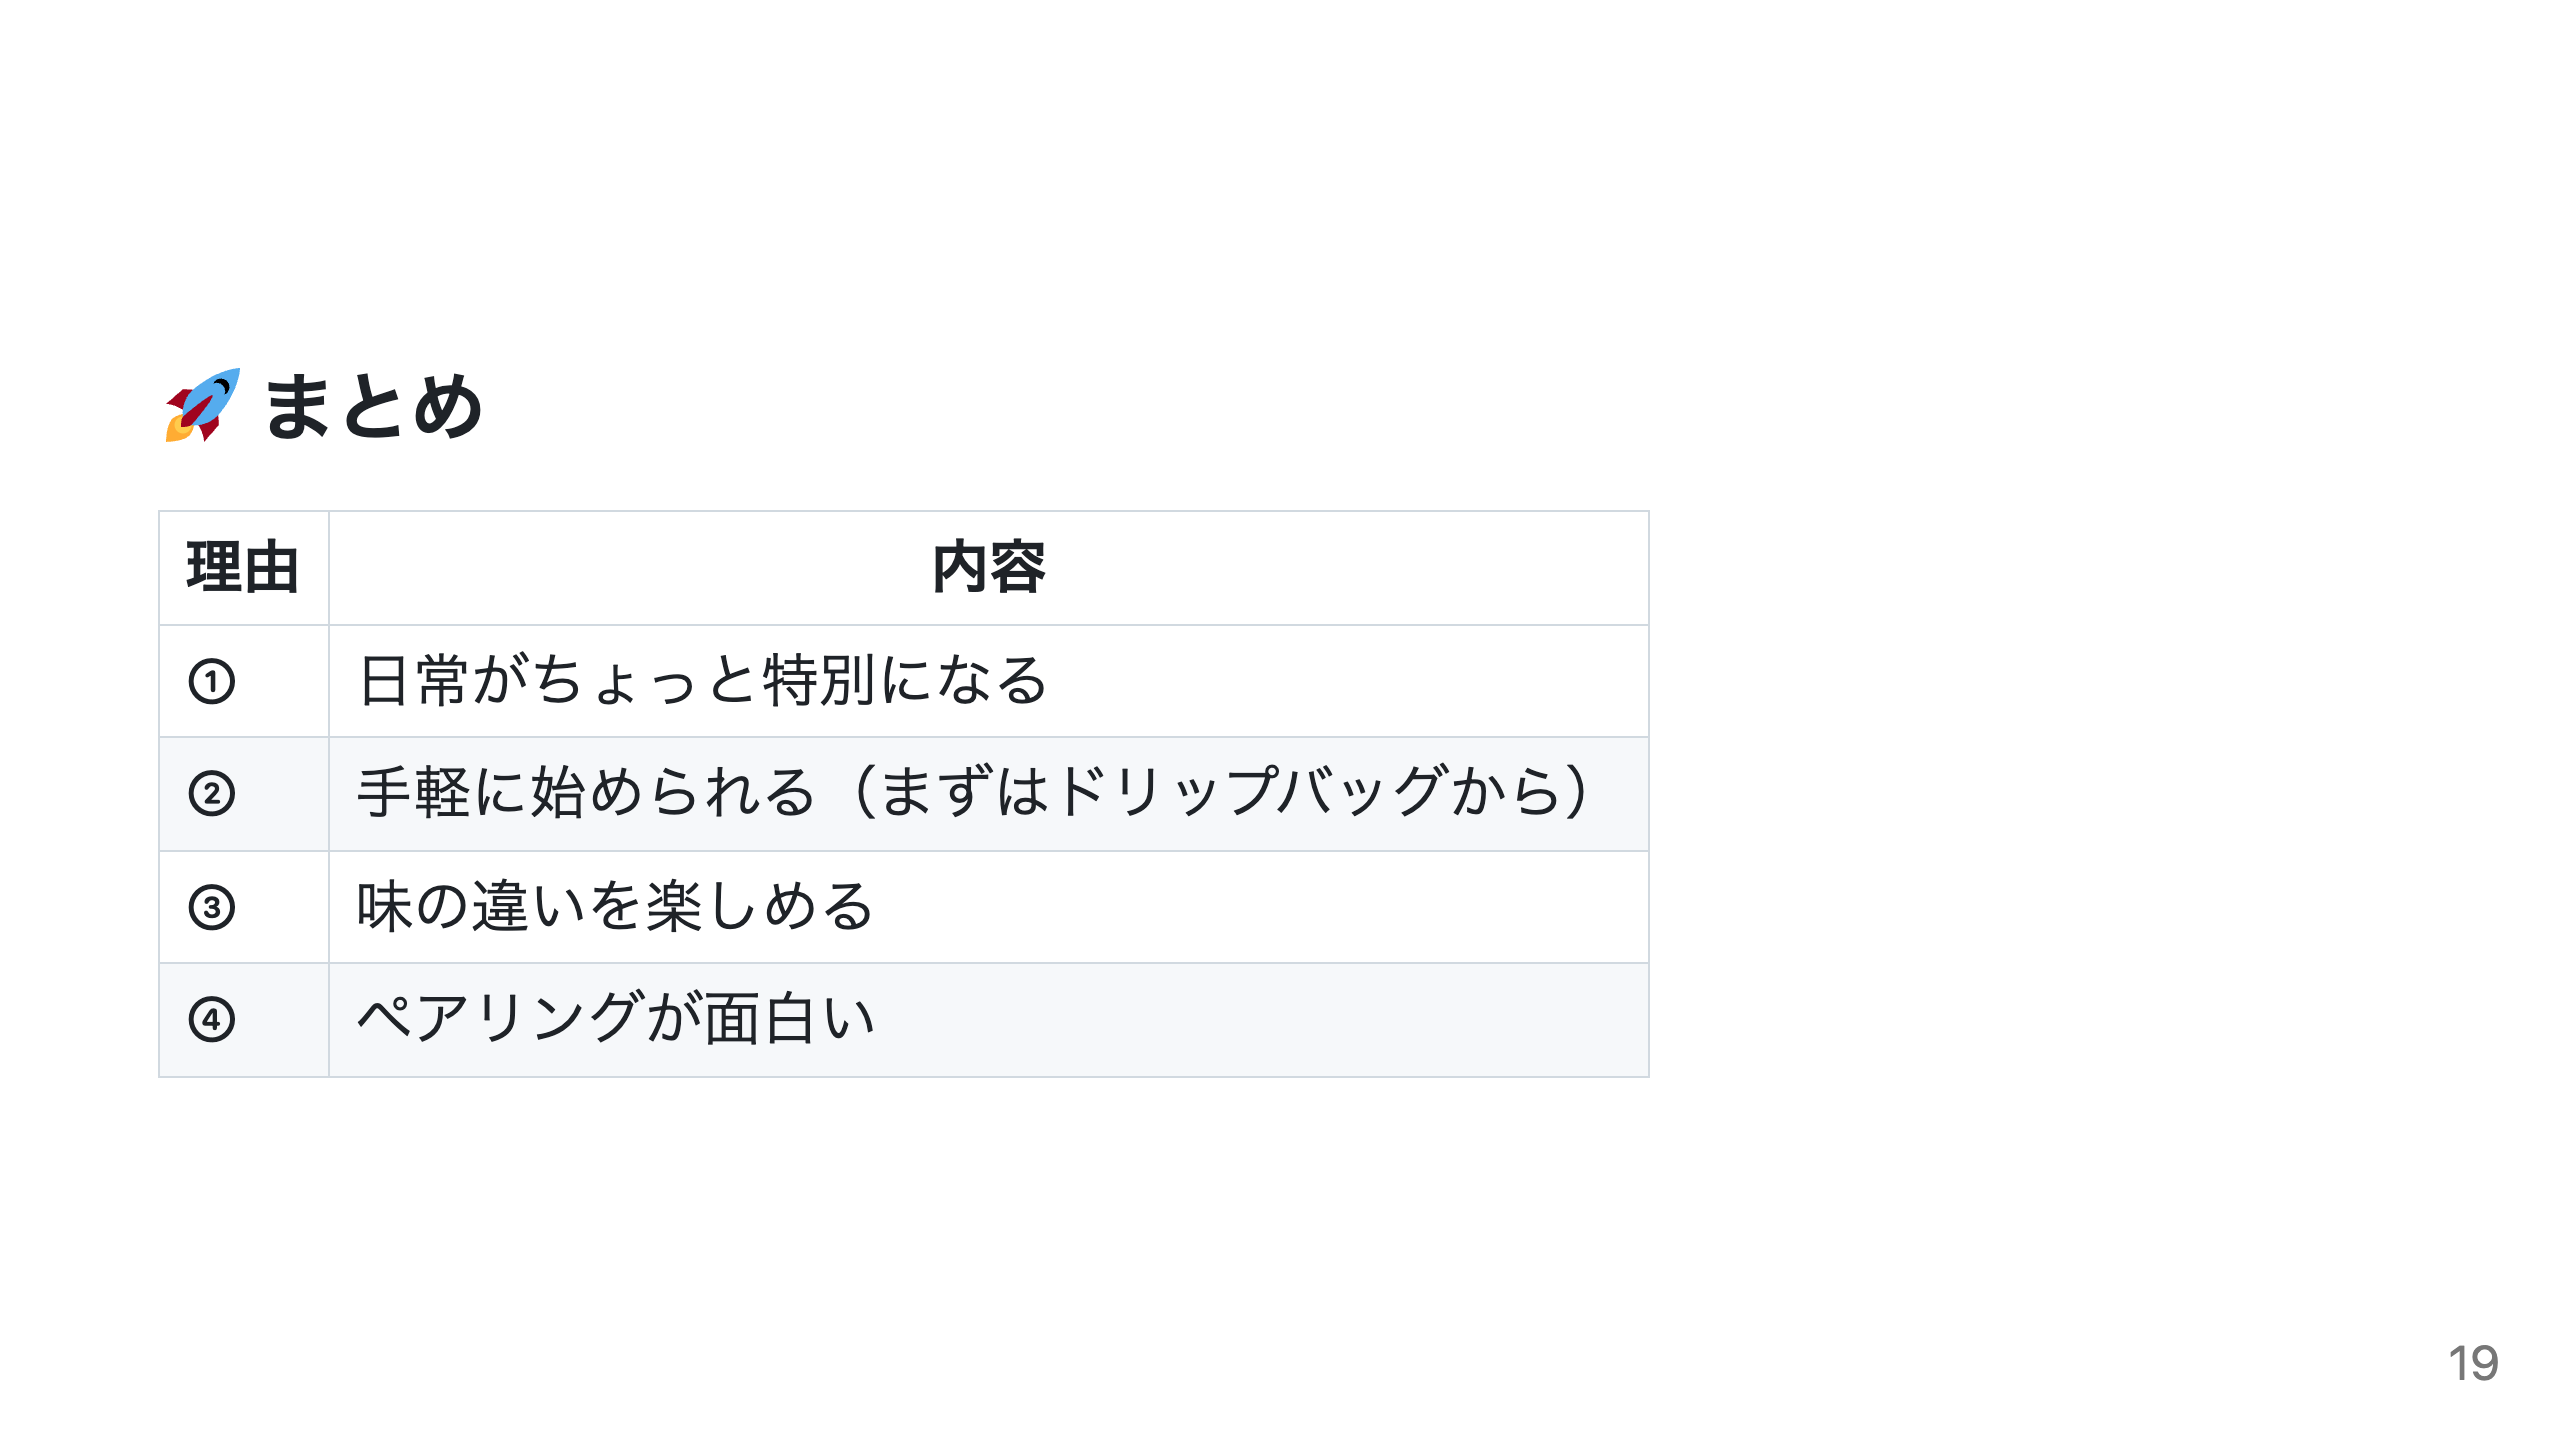 🚀 まとめ
理由 内容
① 日常がちょっと特別になる
② 手軽に始められる（まずはドリップバッグから）
③ 味の違いを楽しめる
④ ペアリングが面白い
19